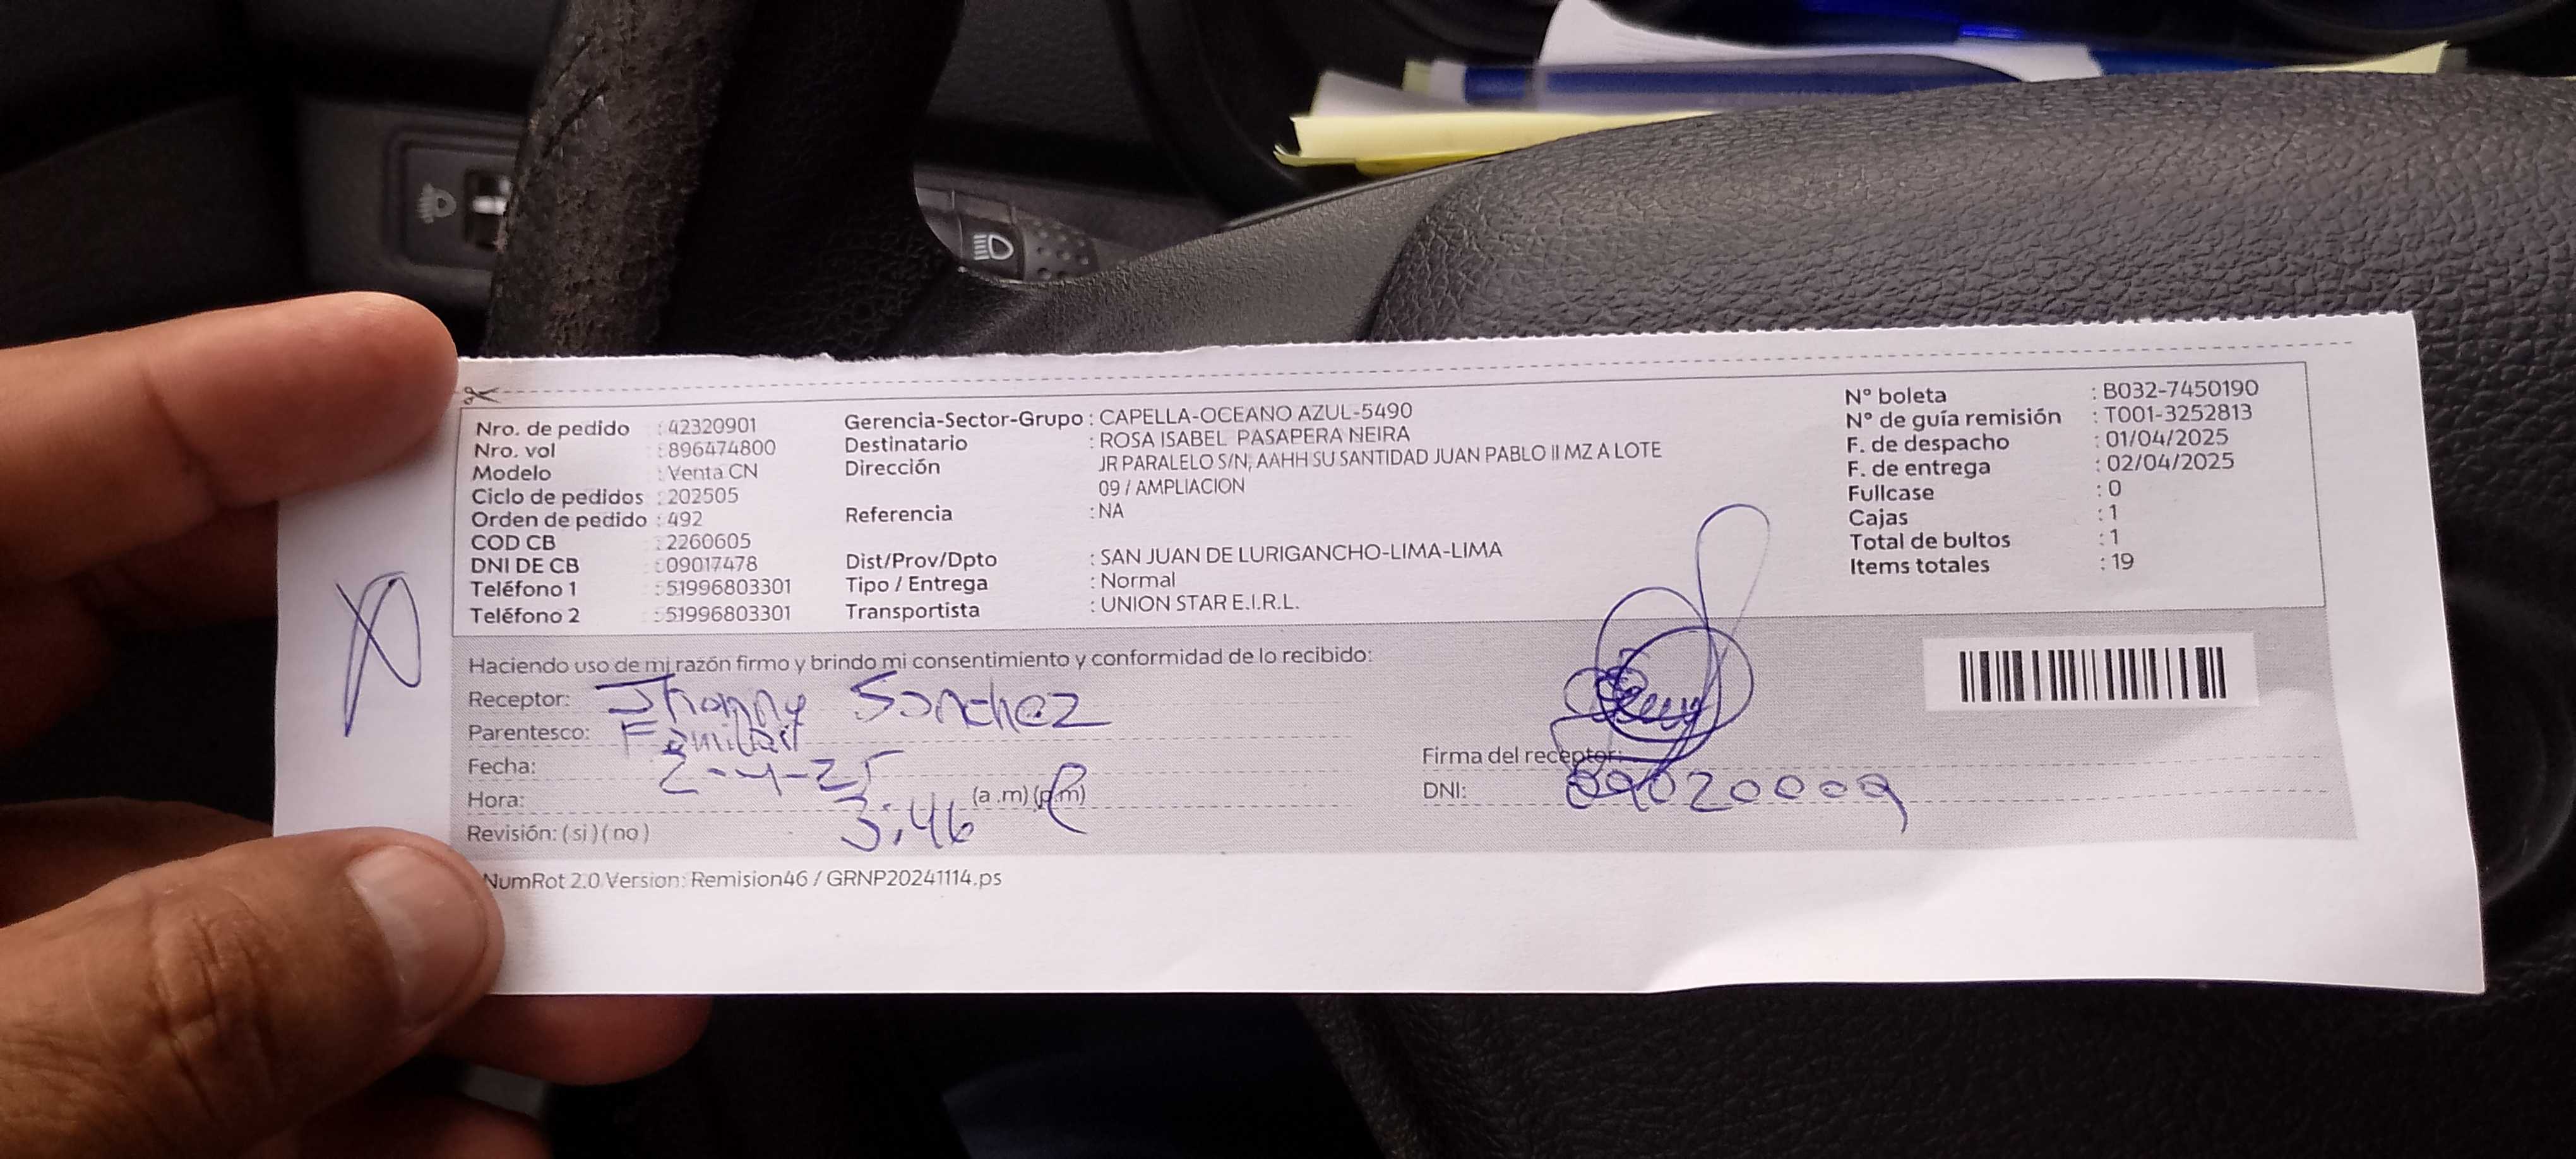 Nro. de pedido : 42320901
Nro. vol : 896474800
Modelo : Venta CN
Ciclo de pedidos : 202505
Orden de pedido : 492
COD CB : 2260605
DNI DE CB : 09017478
Teléfono 1 : 51996803301
Teléfono 2 : 51996803301
Gerencia-Sector-Grupo : CAPELLA-OCEANO AZUL-5490
Destinatario : ROSA ISABEL PASAPERA NEIRA
Dirección JR PARALELO S/N, AAHH SU SANTIDAD JUAN PABLO II MZ A LOTE
09 / AMPLIACION
Referencia : NA
Dist/Prov/Dpto : SAN JUAN DE LURIGANCHO-LIMA-LIMA
Tipo / Entrega : Normal
Transportista : UNION STAR E.I.R.L.
N° boleta : B032-7450190
N° de guía remisión : T001-3252813
F. de despacho : 01/04/2025
F. de entrega : 02/04/2025
Fullcase : 0
Cajas : 1
Total de bultos : 1
Items totales : 19
Haciendo uso de mi razón firmo y brindo mi consentimiento y conformidad de lo recibido:
Receptor: Jhonny Sanchez
Parentesco: Familiar
Fecha: 2-4-25
Hora: 3:46 (a .m) (p.m)
Revisión: ( si ) ( no )
Firma del receptor:
DNI: 09020009
NumRot 2.0 Version: Remision46 / GRNP20241114.ps